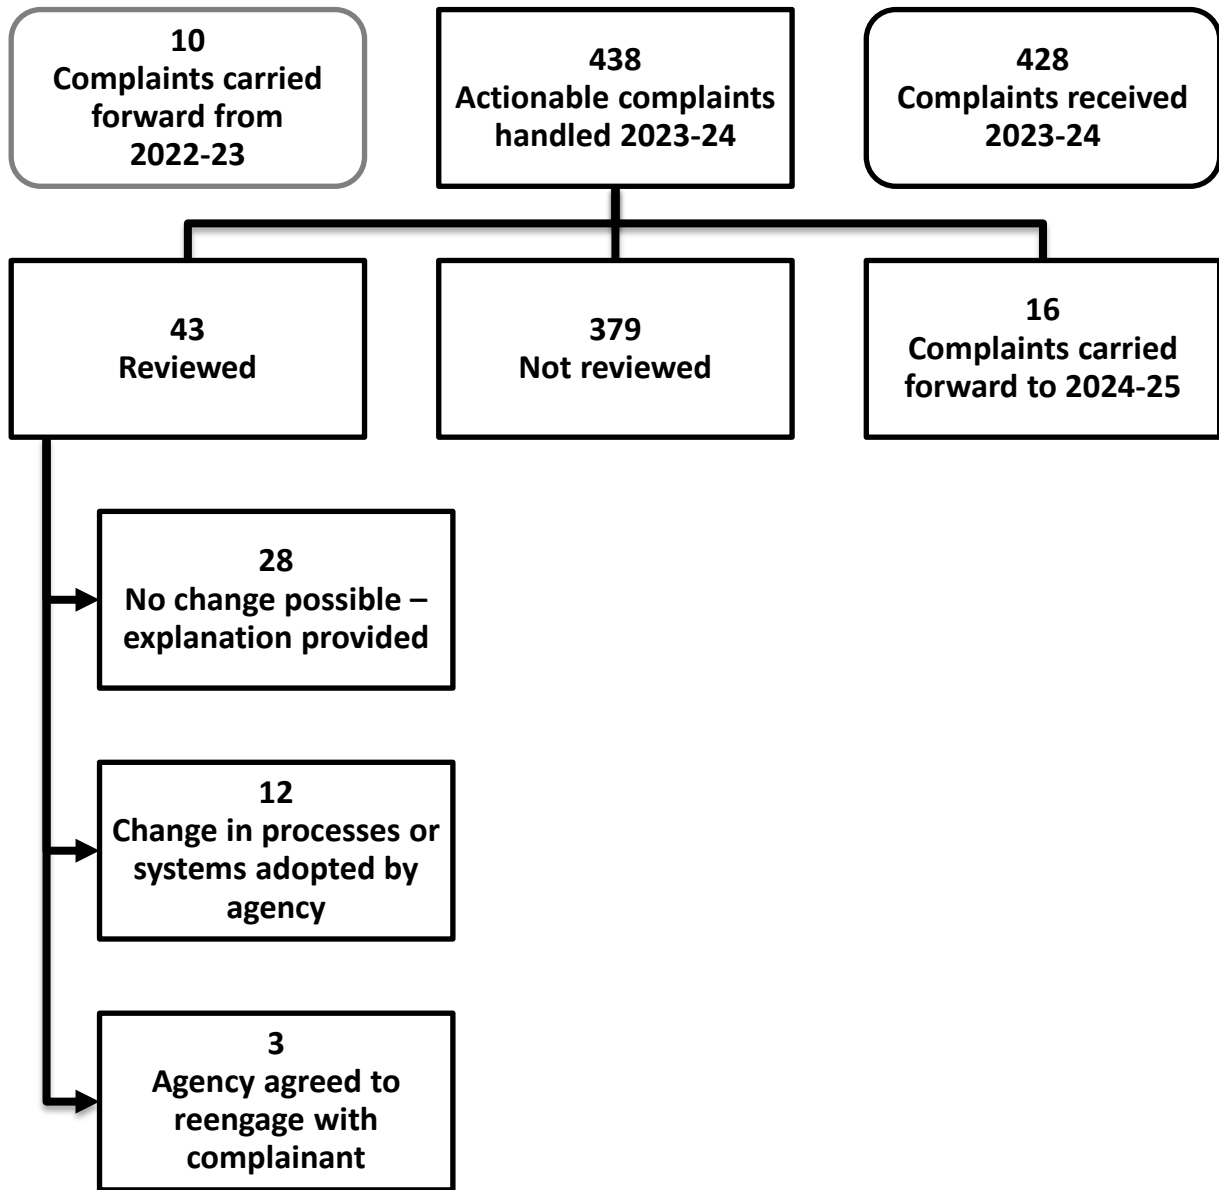 10
Complaints carried
forward from
2022-23
438
Actionable complaints
handled 2023-24
428
Complaints received
2023-24
43
Reviewed
379
Not reviewed
16
Complaints carried
forward to 2024-25
28
No change possible –
explanation provided
12
Change in processes or
systems adopted by
agency
3
Agency agreed to
reengage with
complainant